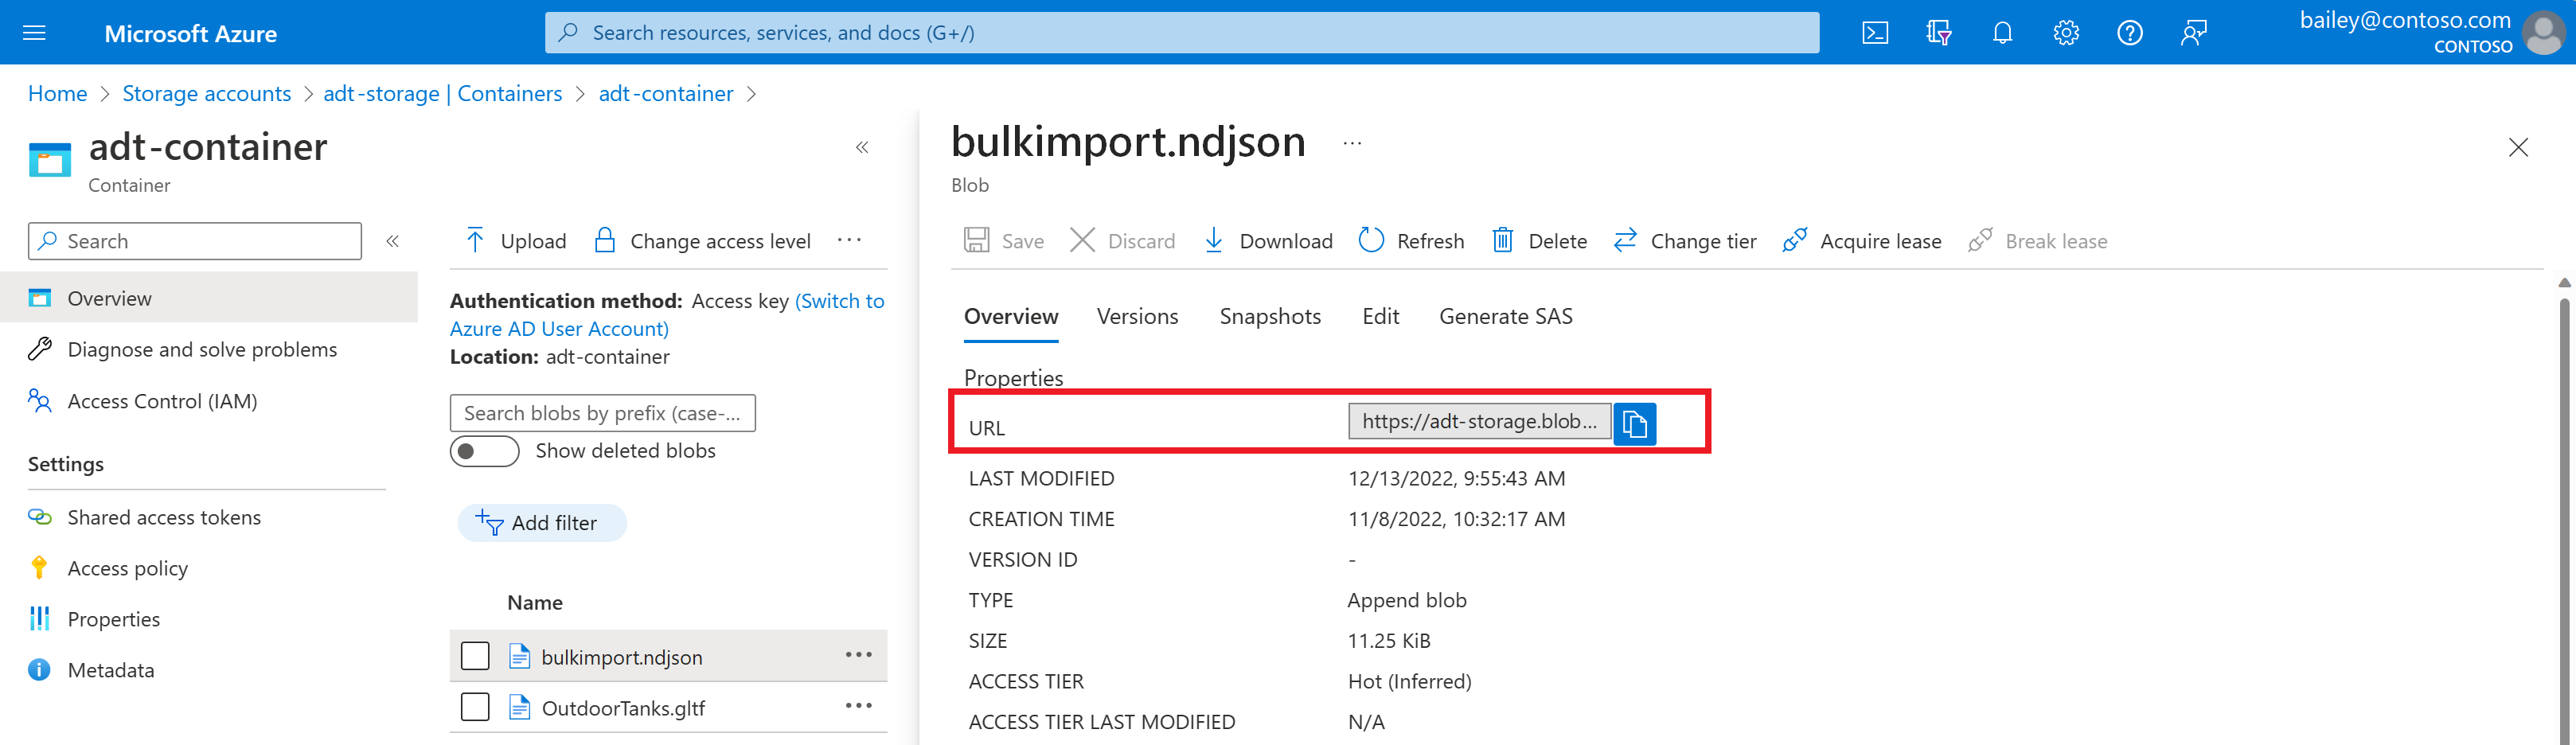 Microsoft Azure
Search resources, services, and docs (G+/)
bailey@contoso.com
CONTOSO
Home > Storage accounts > adt-storage | Containers > adt-container >
adt-container
Container
Search
Overview
Diagnose and solve problems
Access Control (IAM)
Settings
Shared access tokens
Access policy
Properties
Metadata
Upload Change access level ...
Authentication method: Access key (Switch to
Azure AD User Account)
Location: adt-container
Search blobs by prefix (case-...
Show deleted blobs
Add filter
Name
bulkimport.ndjson ...
OutdoorTanks.gltf ...
bulkimport.ndjson ...
Blob
Save Discard Download Refresh Delete Change tier Acquire lease Break lease
Overview Versions Snapshots Edit Generate SAS
Properties
URL https://adt-storage.blob...
LAST MODIFIED 12/13/2022, 9:55:43 AM
CREATION TIME 11/8/2022, 10:32:17 AM
VERSION ID -
TYPE Append blob
SIZE 11.25 KiB
ACCESS TIER Hot (Inferred)
ACCESS TIER LAST MODIFIED N/A